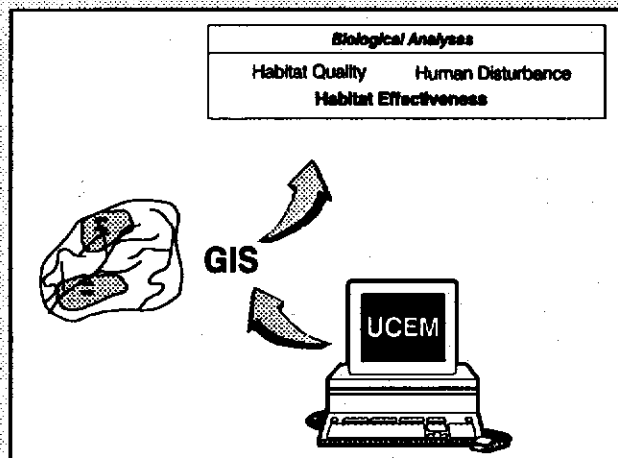 Biological Analyses
Habitat Quality Human Disturbance
Habitat Effectiveness
GIS
UCEM